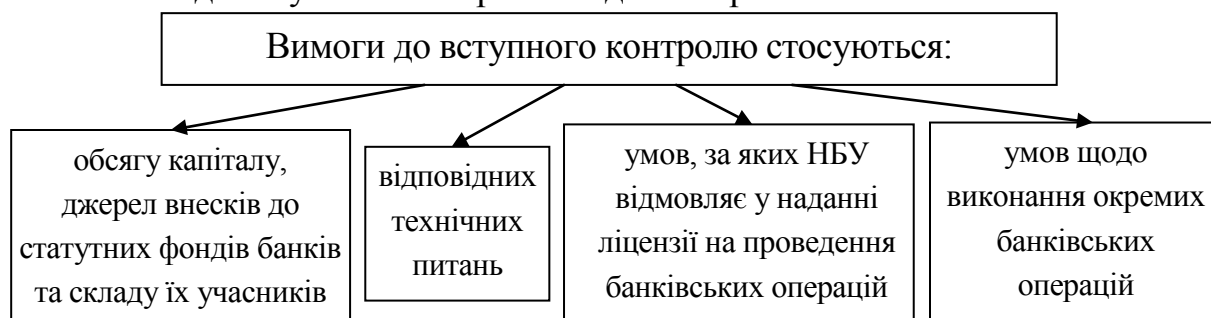 Вимоги до вступного контролю стосуються:
обсягу капіталу,
джерел внесків до
статутних фондів банків
та складу їх учасників
відповідних
технічних
питань
умов, за яких НБУ
відмовляє у наданні
ліцензії на проведення
банківських операцій
умов щодо
виконання окремих
банківських
операцій